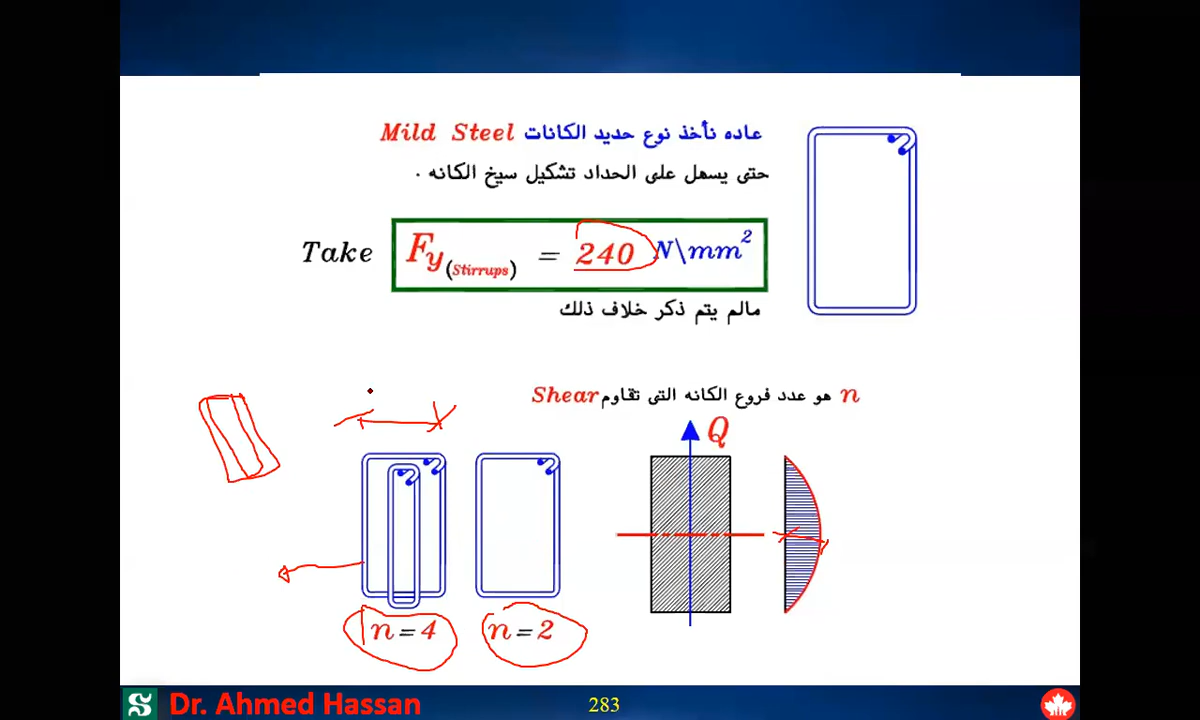 عاده نأخذ نوع حديد الكانات Mild Steel
حتى يسهل على الحداد تشكيل سيخ الكانه .
Take Fy (Stirrups) = 240 N\mm²
مالم يتم ذكر خلاف ذلك
n هو عدد فروع الكانه التى تقاوم Shear
Q
n = 4
n = 2
Dr. Ahmed Hassan
283